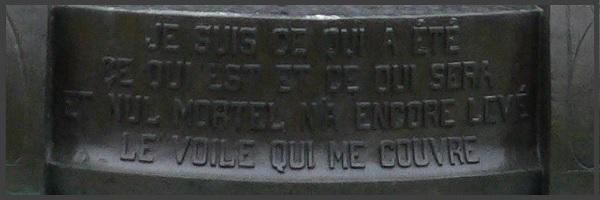 JE SUIS CE QUI A ÉTÉ
CE QUI EST ET CE QUI SERA
ET NUL MORTEL N'A ENCORE LEVÉ
LE VOILE QUI ME COUVRE